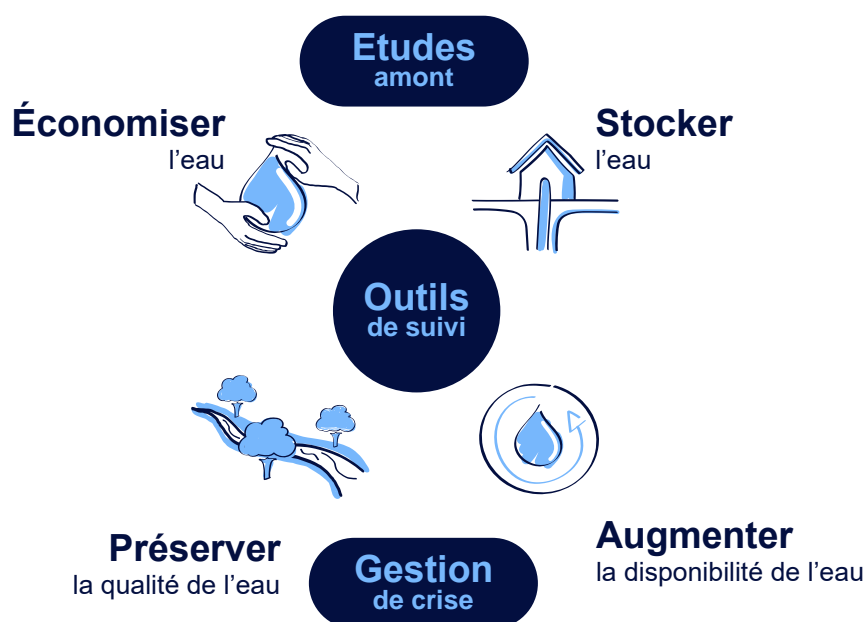 Etudes
amont
Économiser
l’eau
Stocker
l’eau
Outils
de suivi
Préserver
la qualité de l’eau
Gestion
de crise
Augmenter
la disponibilité de l’eau